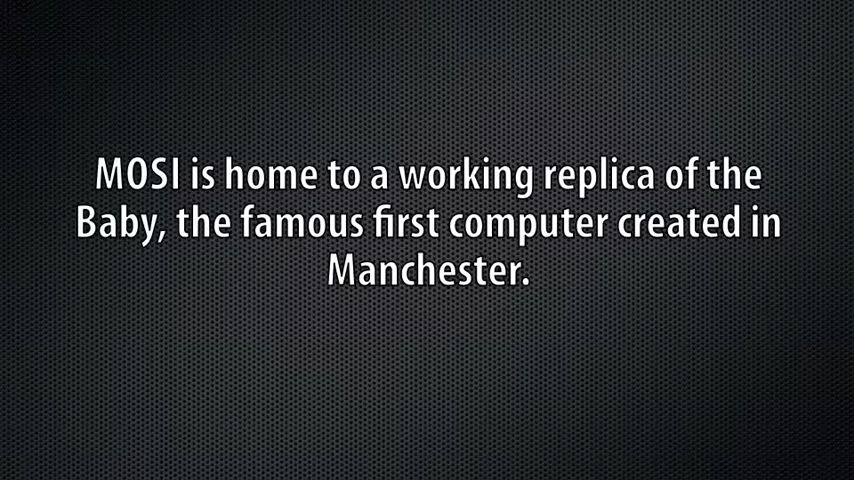 MOSI is home to a working replica of the
Baby, the famous first computer created in
Manchester.